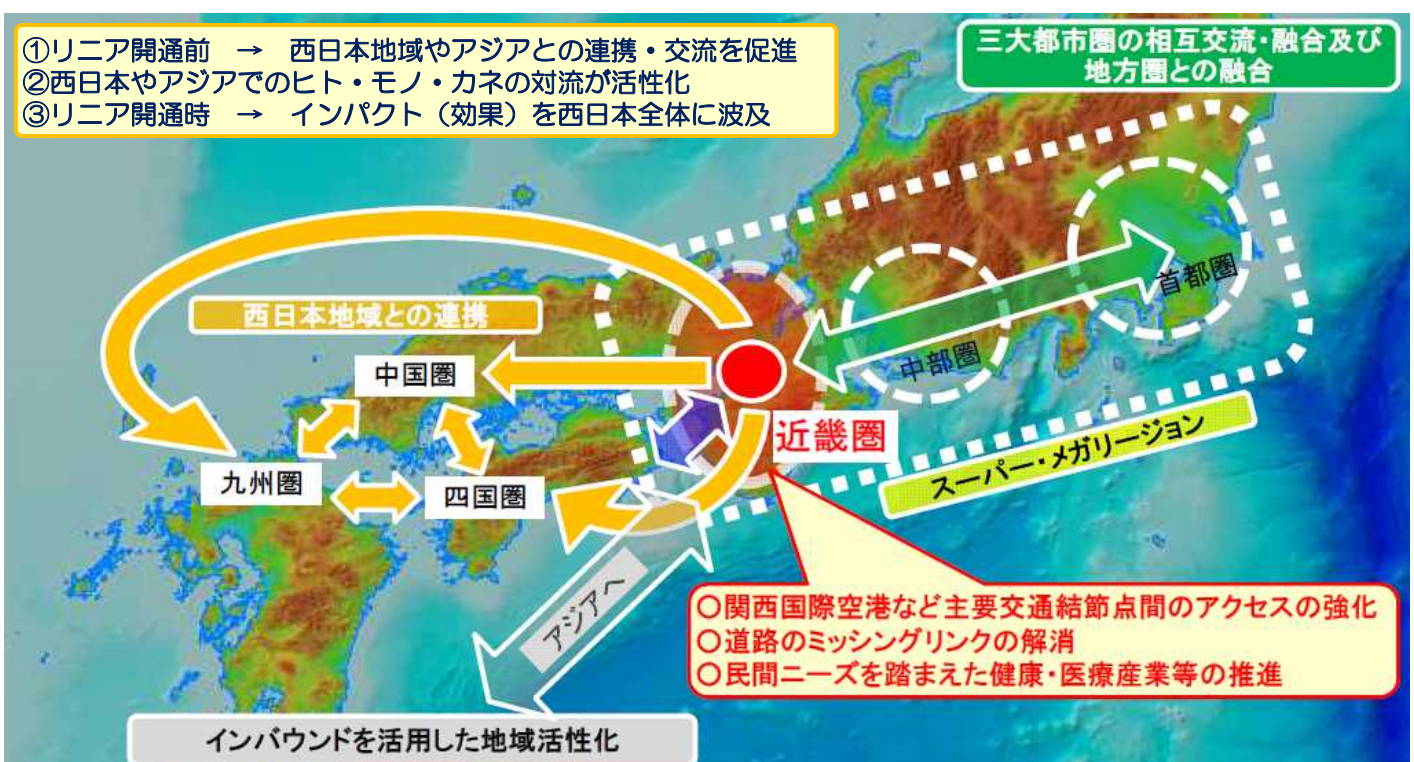 ①リニア開通前　→　西日本地域やアジアとの連携・交流を促進
②西日本やアジアでのヒト・モノ・カネの対流が活性化
③リニア開通時　→　インパクト（効果）を西日本全体に波及
三大都市圏の相互交流・融合及び
地方圏との融合
首都圏
西日本地域との連携
中部圏
中国圏
近畿圏
スーパー・メガリージョン
九州圏
四国圏
アジアへ
〇関西国際空港など主要交通結節点間のアクセスの強化
〇道路のミッシングリンクの解消
〇民間ニーズを踏まえた健康・医療産業等の推進
インバウンドを活用した地域活性化